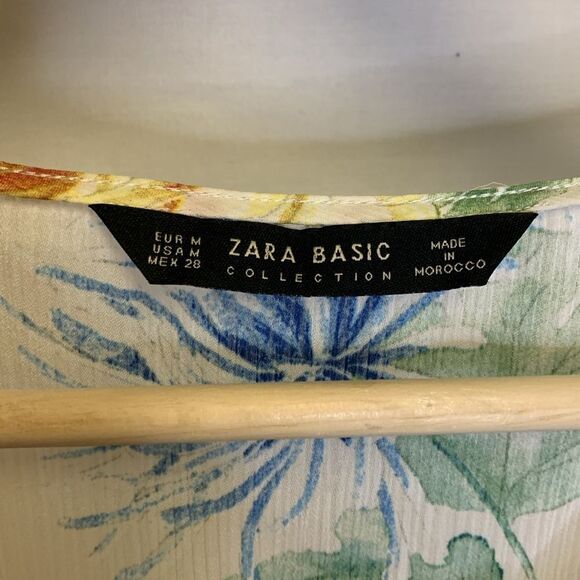 EUR M
USA M
MEX 28
ZARA BASIC
COLLECTION
MADE
IN
MOROCCO